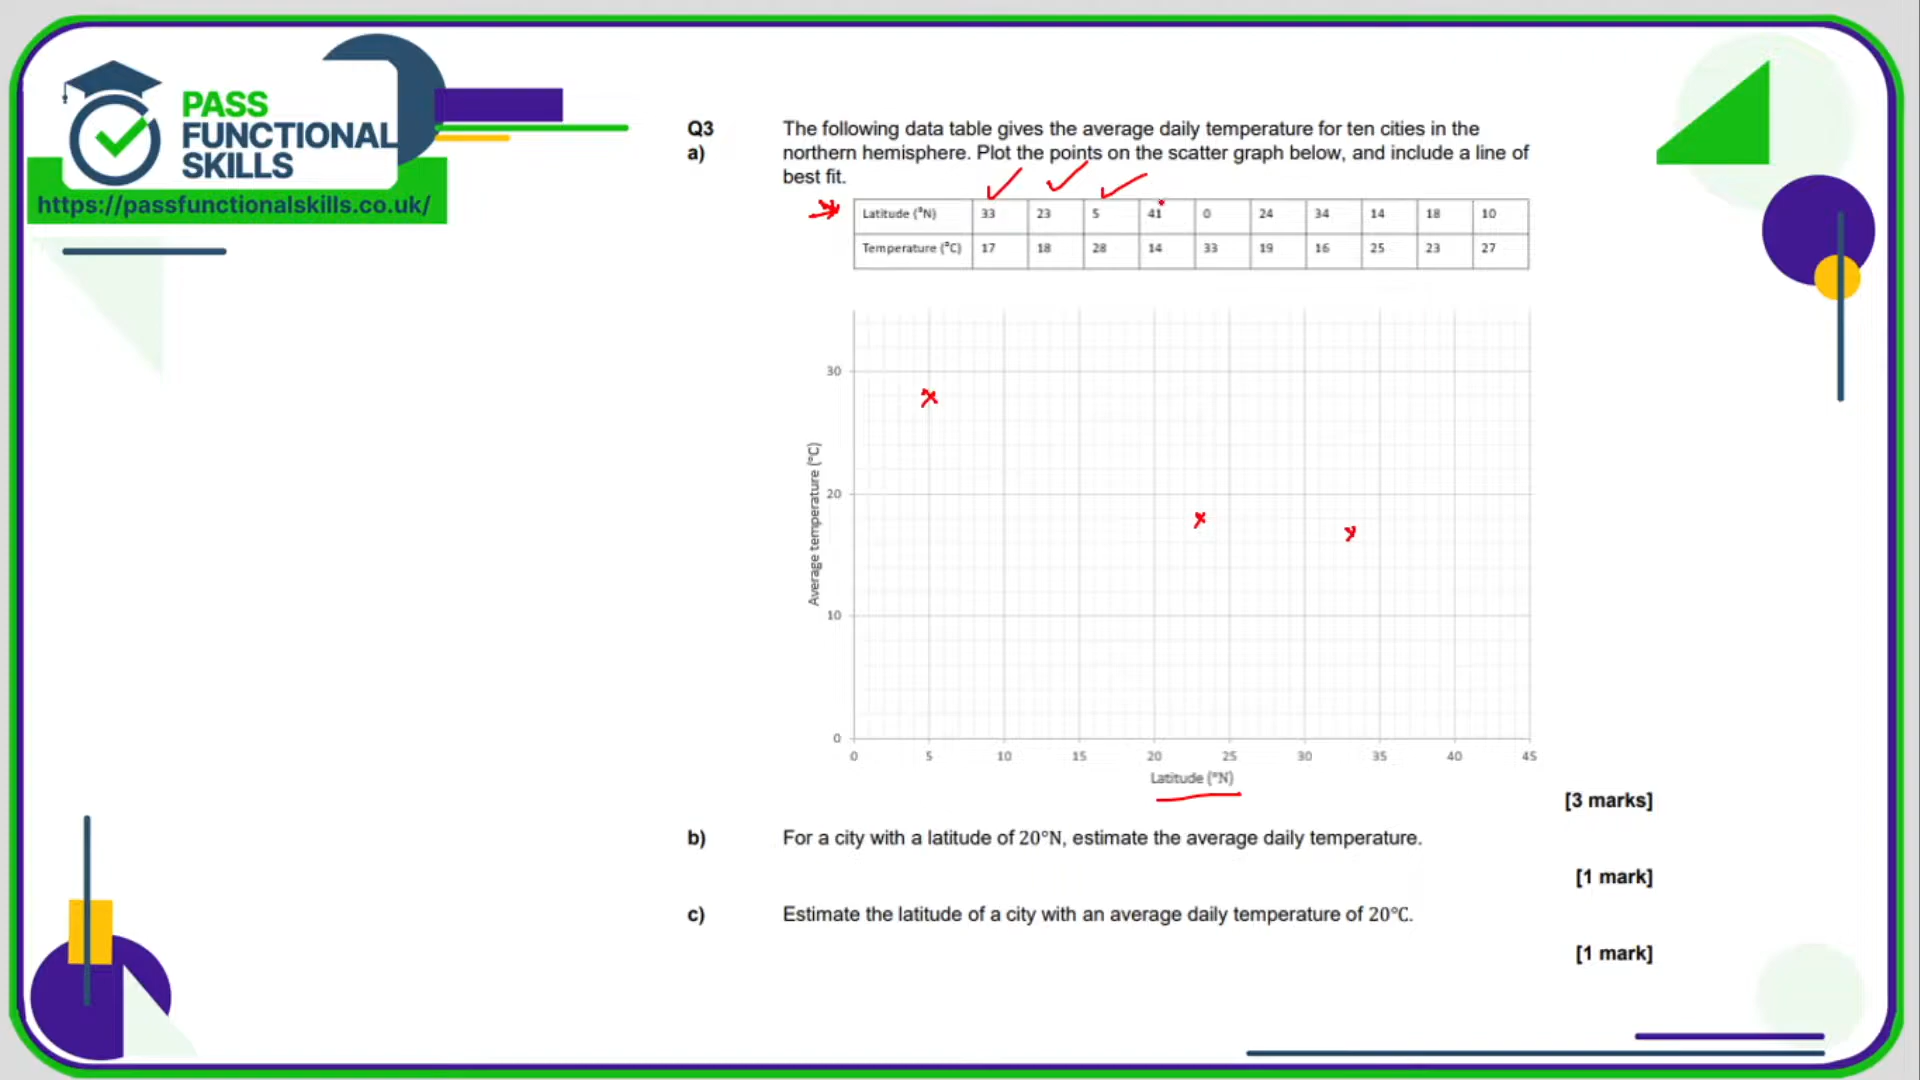 PASS
FUNCTIONAL
SKILLS
https://passfunctionalskills.co.uk/
Q3 The following data table gives the average daily temperature for ten cities in the
a) northern hemisphere. Plot the points on the scatter graph below, and include a line of
best fit.
Latitude (°N) 33 23 5 41 0 24 34 14 18 10
Temperature (°C) 17 18 28 14 33 19 16 25 23 27
30
20
10
0
Average temperature (°C)
0 5 10 15 20 25 30 35 40 45
Latitude (°N)
[3 marks]
b) For a city with a latitude of 20°N, estimate the average daily temperature.
[1 mark]
c) Estimate the latitude of a city with an average daily temperature of 20°C.
[1 mark]